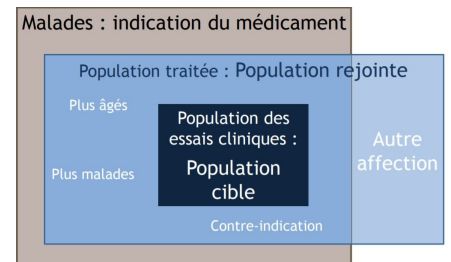 Malades : indication du médicament
Population traitée : Population rejointe
Plus âgés
Population des
essais cliniques :
Population
cible
Autre
affection
Plus malades
Contre-indication